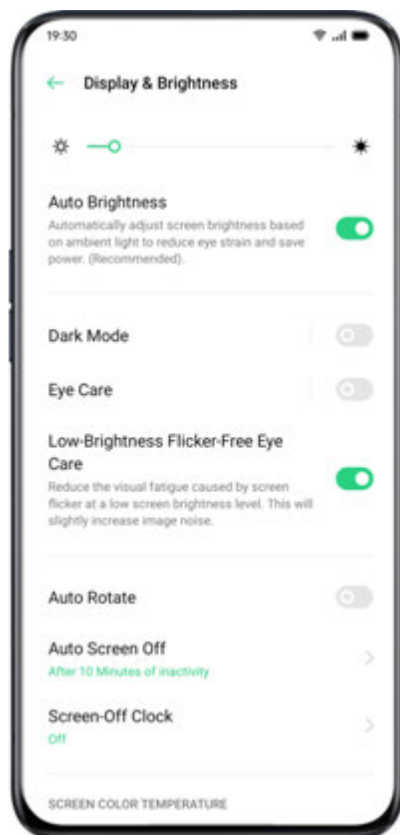 19:30
Display & Brightness
Auto Brightness
Automatically adjust screen brightness based
on ambient light to reduce eye strain and save
power. (Recommended).
Dark Mode
Eye Care
Low-Brightness Flicker-Free Eye
Care
Reduce the visual fatigue caused by screen
flicker at a low screen brightness level. This will
slightly increase image noise.
Auto Rotate
Auto Screen Off
After 10 Minutes of inactivity
Screen-Off Clock
Off
SCREEN COLOR TEMPERATURE